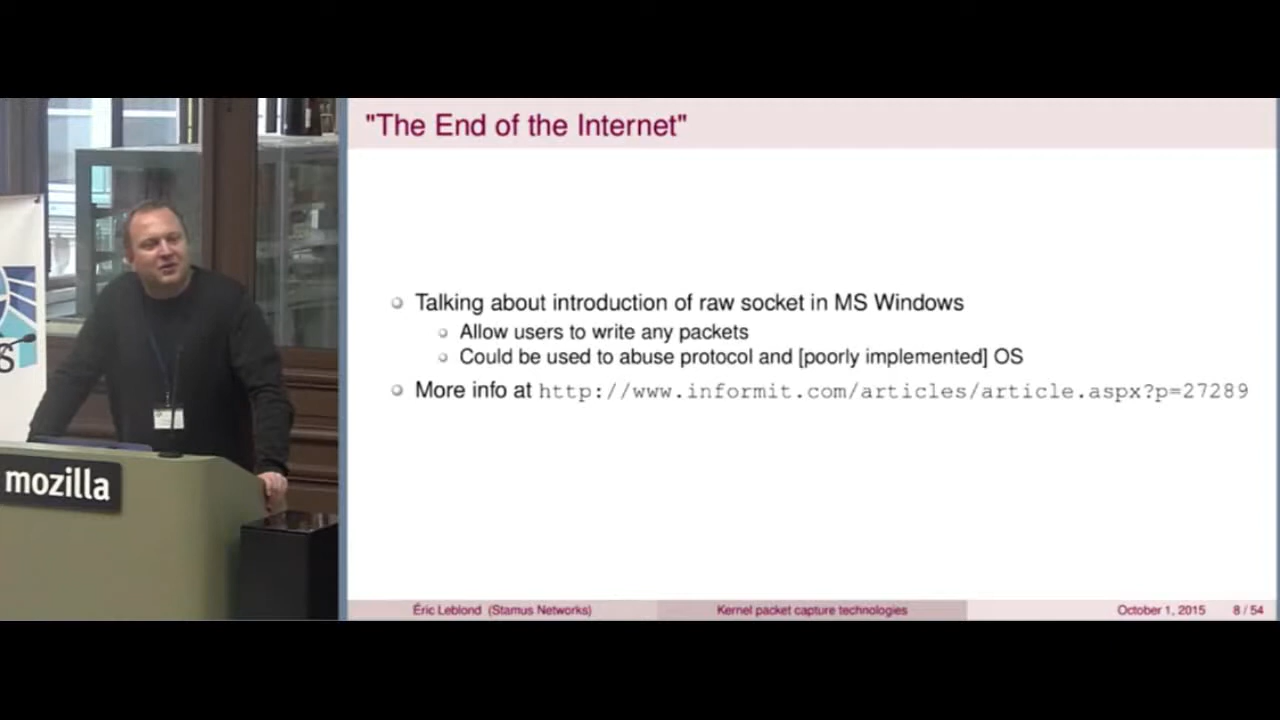 "The End of the Internet"
Talking about introduction of raw socket in MS Windows
Allow users to write any packets
Could be used to abuse protocol and [poorly implemented] OS
More info at http://www.informit.com/articles/article.aspx?p=27289
S
mozilla
Éric Leblond (Stamus Networks)
Kernel packet capture technologies
October 1, 2015
8 / 54